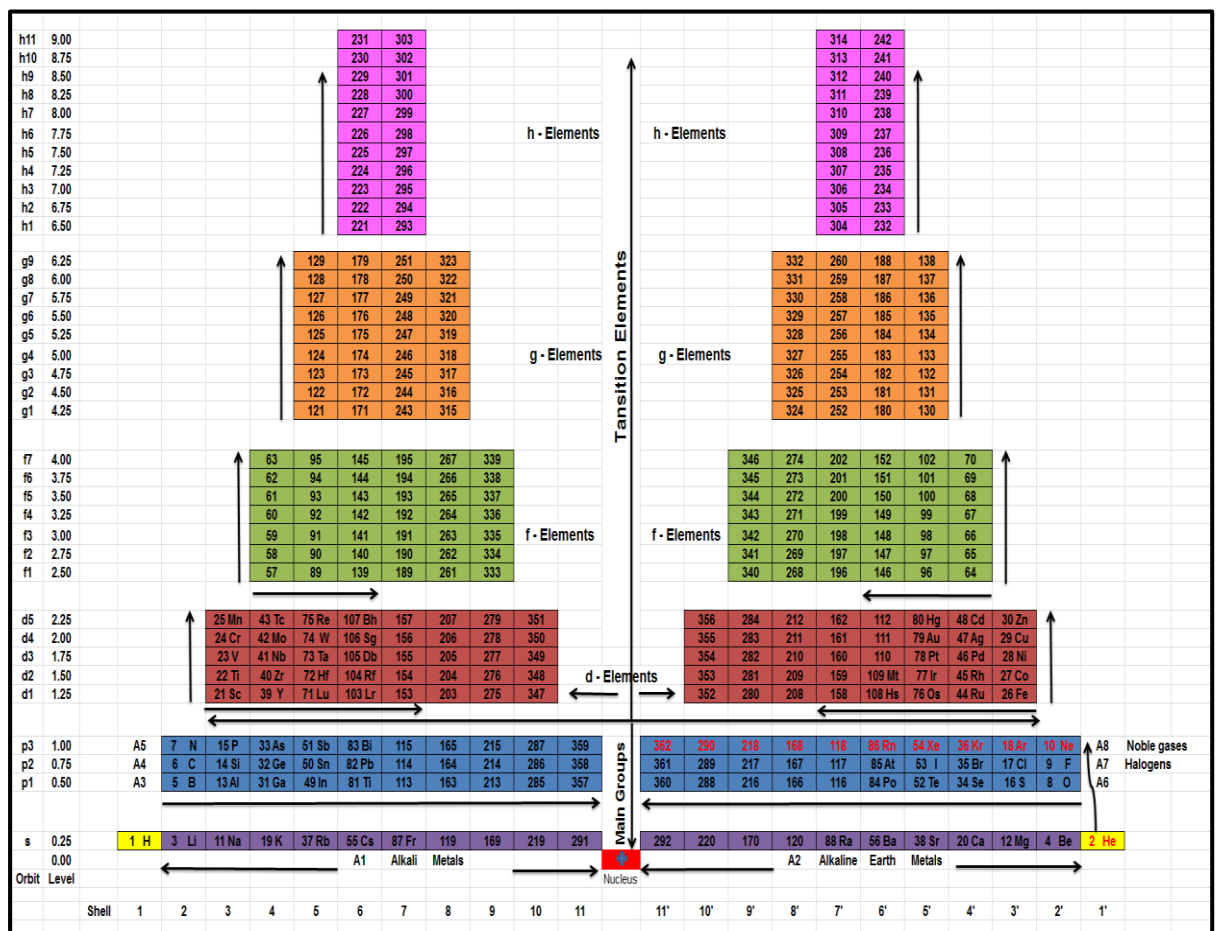 h11 9.00 231 303 314 242
h10 8.75 230 302 313 241
h9 8.50 229 301 312 240
h8 8.25 228 300 311 239
h7 8.00 227 299 310 238
h6 7.75 226 298 h - Elements h - Elements 309 237
h5 7.50 225 297 308 236
h4 7.25 224 296 307 235
h3 7.00 223 295 306 234
h2 6.75 222 294 305 233
h1 6.50 221 293 304 232
Tansition Elements
g9 6.25 129 179 251 323 332 260 188 138
g8 6.00 128 178 250 322 331 259 187 137
g7 5.75 127 177 249 321 330 258 186 136
g6 5.50 126 176 248 320 329 257 185 135
g5 5.25 125 175 247 319 328 256 184 134
g4 5.00 124 174 246 318 g - Elements g - Elements 327 255 183 133
g3 4.75 123 173 245 317 326 254 182 132
g2 4.50 122 172 244 316 325 253 181 131
g1 4.25 121 171 243 315 324 252 180 130
f7 4.00 63 95 145 195 267 339 346 274 202 152 102 70
f6 3.75 62 94 144 194 266 338 345 273 201 151 101 69
f5 3.50 61 93 143 193 265 337 344 272 200 150 100 68
f4 3.25 60 92 142 192 264 336 343 271 199 149 99 67
f3 3.00 59 91 141 191 263 335 f - Elements f - Elements 342 270 198 148 98 66
f2 2.75 58 90 140 190 262 334 341 269 197 147 97 65
f1 2.50 57 89 139 189 261 333 340 268 196 146 96 64
d5 2.25 25 Mn 43 Tc 75 Re 107 Bh 157 207 279 351 356 284 212 162 112 80 Hg 48 Cd 30 Zn
d4 2.00 24 Cr 42 Mo 74 W 106 Sg 156 206 278 350 355 283 211 161 111 79 Au 47 Ag 29 Cu
d3 1.75 23 V 41 Nb 73 Ta 105 Db 155 205 277 349 354 282 210 160 110 78 Pt 46 Pd 28 Ni
d2 1.50 22 Ti 40 Zr 72 Hf 104 Rf 154 204 276 348 d - Elements 353 281 209 159 109 Mt 77 Ir 45 Rh 27 Co
d1 1.25 21 Sc 39 Y 71 Lu 103 Lr 153 203 275 347 352 280 208 158 108 Hs 76 Os 44 Ru 26 Fe
Main Groups
p3 1.00 A5 7 N 15 P 33 As 51 Sb 83 Bi 115 165 215 287 359 362 290 218 168 118 86 Rn 54 Xe 36 Kr 18 Ar 10 Ne A8 Noble gases
p2 0.75 A4 6 C 14 Si 32 Ge 50 Sn 82 Pb 114 164 214 286 358 361 289 217 167 117 85 At 53 I 35 Br 17 Cl 9 F A7 Halogens
p1 0.50 A3 5 B 13 Al 31 Ga 49 In 81 Ti 113 163 213 285 357 360 288 216 166 116 84 Po 52 Te 34 Se 16 S 8 O A6
s 0.25 1 H 3 Li 11 Na 19 K 37 Rb 55 Cs 87 Fr 119 169 219 291 292 220 170 120 88 Ra 56 Ba 38 Sr 20 Ca 12 Mg 4 Be 2 He
0.00 A1 Alkali Metals A2 Alkaline Earth Metals
Orbit Level Nucleus
Shell 1 2 3 4 5 6 7 8 9 10 11 11' 10' 9' 8' 7' 6' 5' 4' 3' 2' 1'